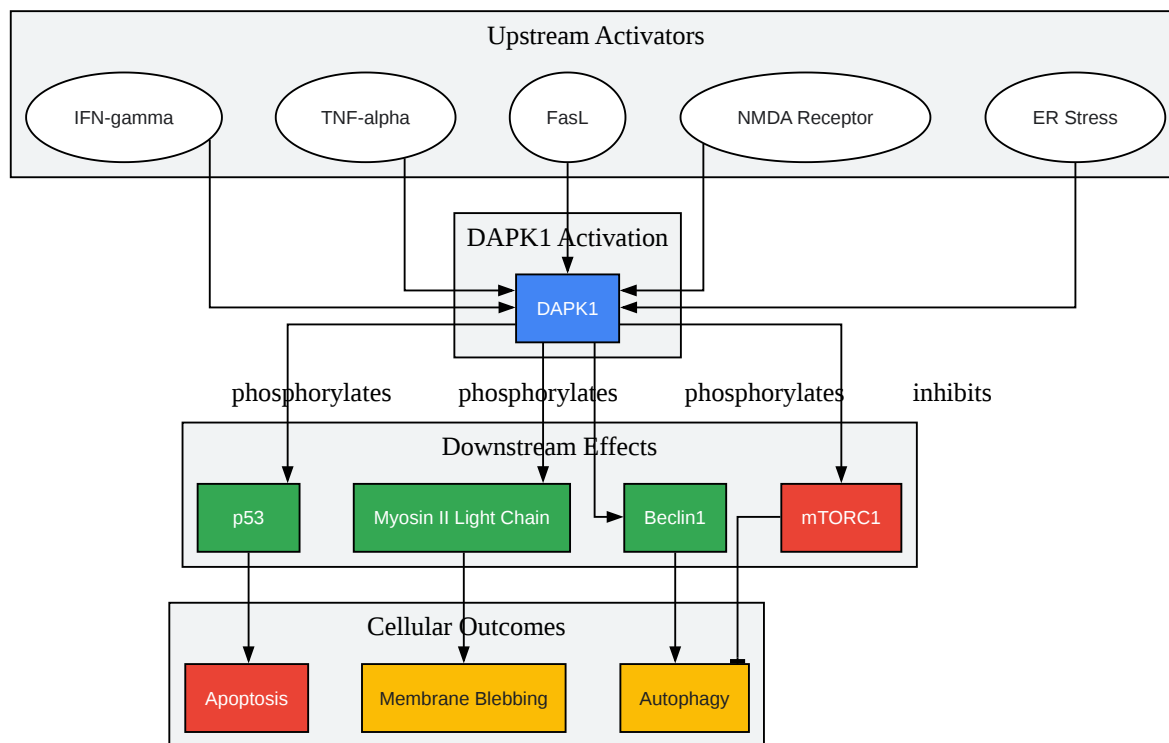 Upstream Activators
IFN-gamma
TNF-alpha
FasL
NMDA Receptor
ER Stress
DAPK1 Activation
DAPK1
phosphorylates
phosphorylates
phosphorylates
inhibits
Downstream Effects
p53
Myosin II Light Chain
Beclin1
mTORC1
Cellular Outcomes
Apoptosis
Membrane Blebbing
Autophagy